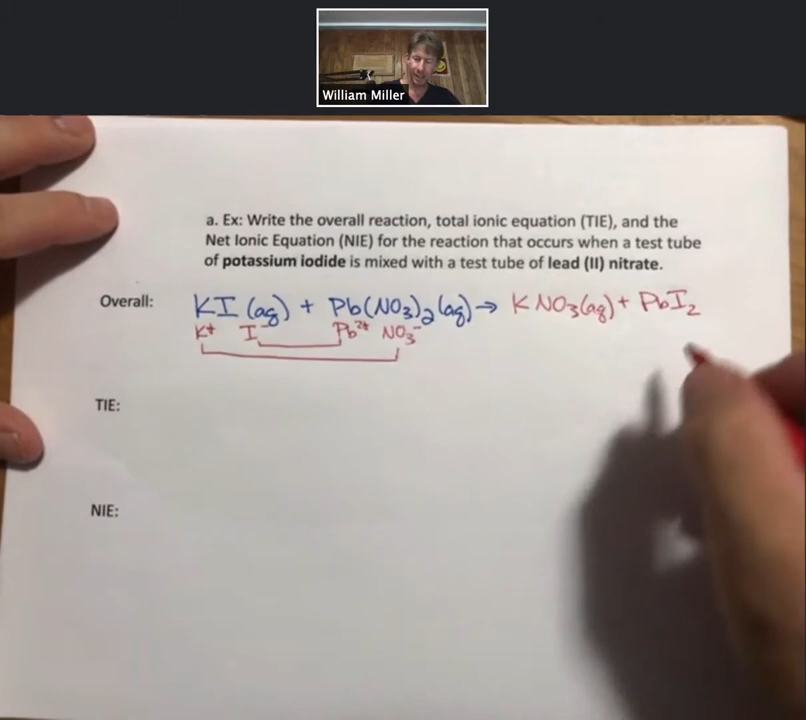 William Miller
a. Ex: Write the overall reaction, total ionic equation (TIE), and the
Net Ionic Equation (NIE) for the reaction that occurs when a test tube
of potassium iodide is mixed with a test tube of lead (II) nitrate.
Overall: KI (aq) + Pb(NO₃)₂(aq) → KNO₃(aq) + PbI₂
K⁺ I⁻ Pb²⁺ NO₃⁻
TIE:
NIE: